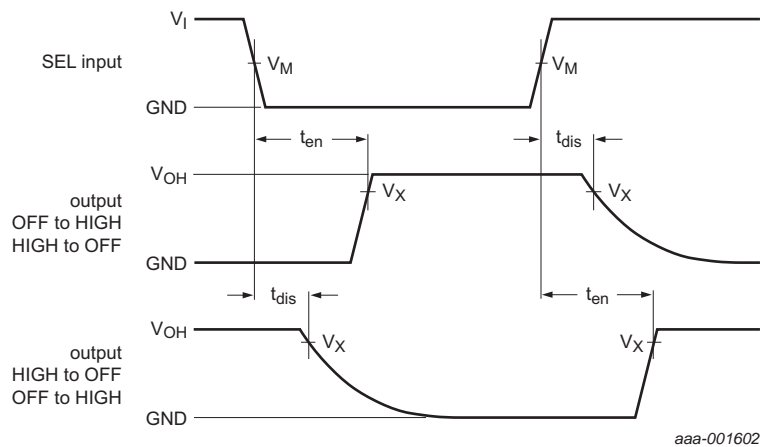 V_I
SEL input
V_M
V_M
GND
t_en
t_dis
V_OH
V_X
V_X
output
OFF to HIGH
HIGH to OFF
GND
t_dis
t_en
V_OH
V_X
V_X
output
HIGH to OFF
OFF to HIGH
GND
aaa-001602